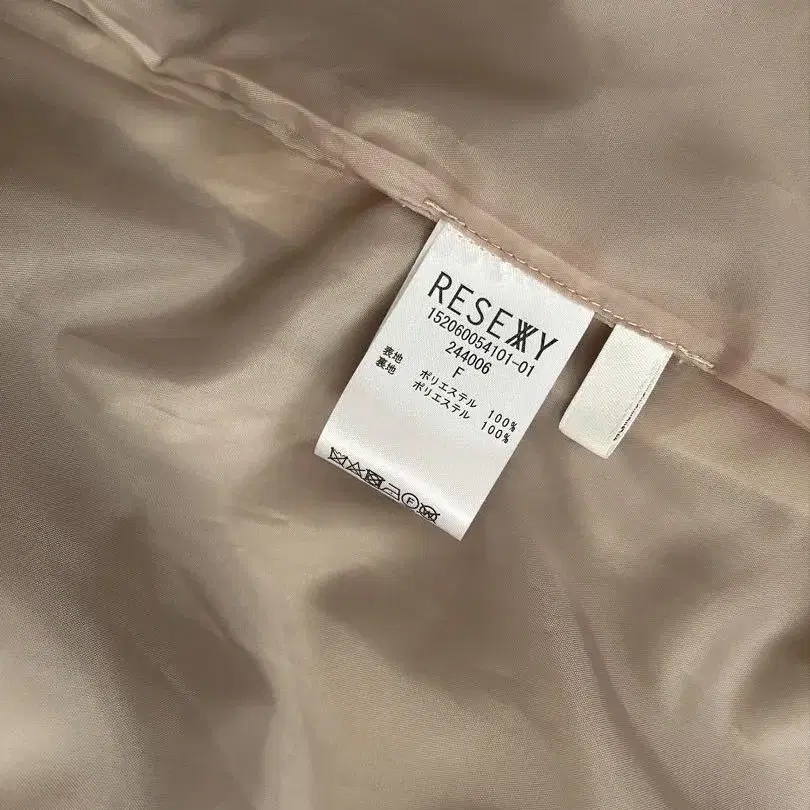 RESEXXY
152060054101-01
244006
F
表地 ポリエステル 100%
裏地 ポリエステル 100%
F
W